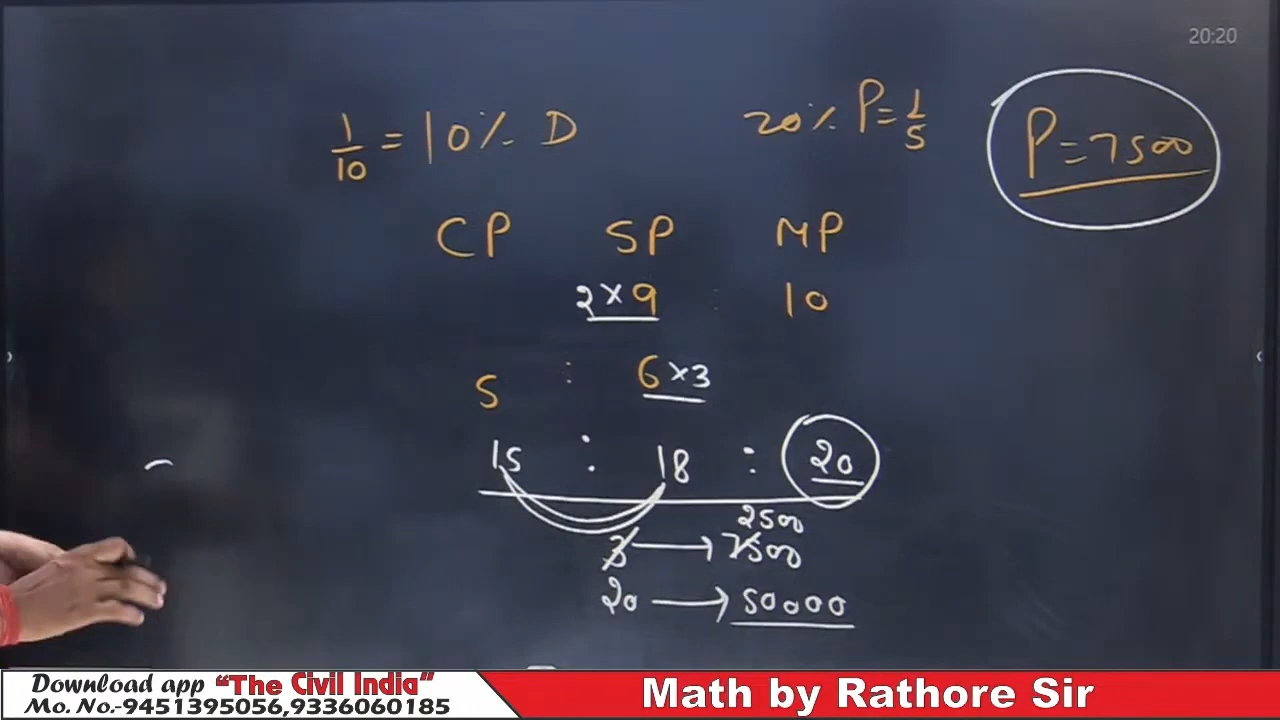 20:20
1/10 = 10% D 20% P = 1/5 P = 7500
CP SP MP
2 × 9 : 10
5 : 6 × 3
15 : 18 : 20
2500
3 → 7500
20 → 50000
Download app "The Civil India" Math by Rathore Sir
Mo. No.-9451395056,9336060185